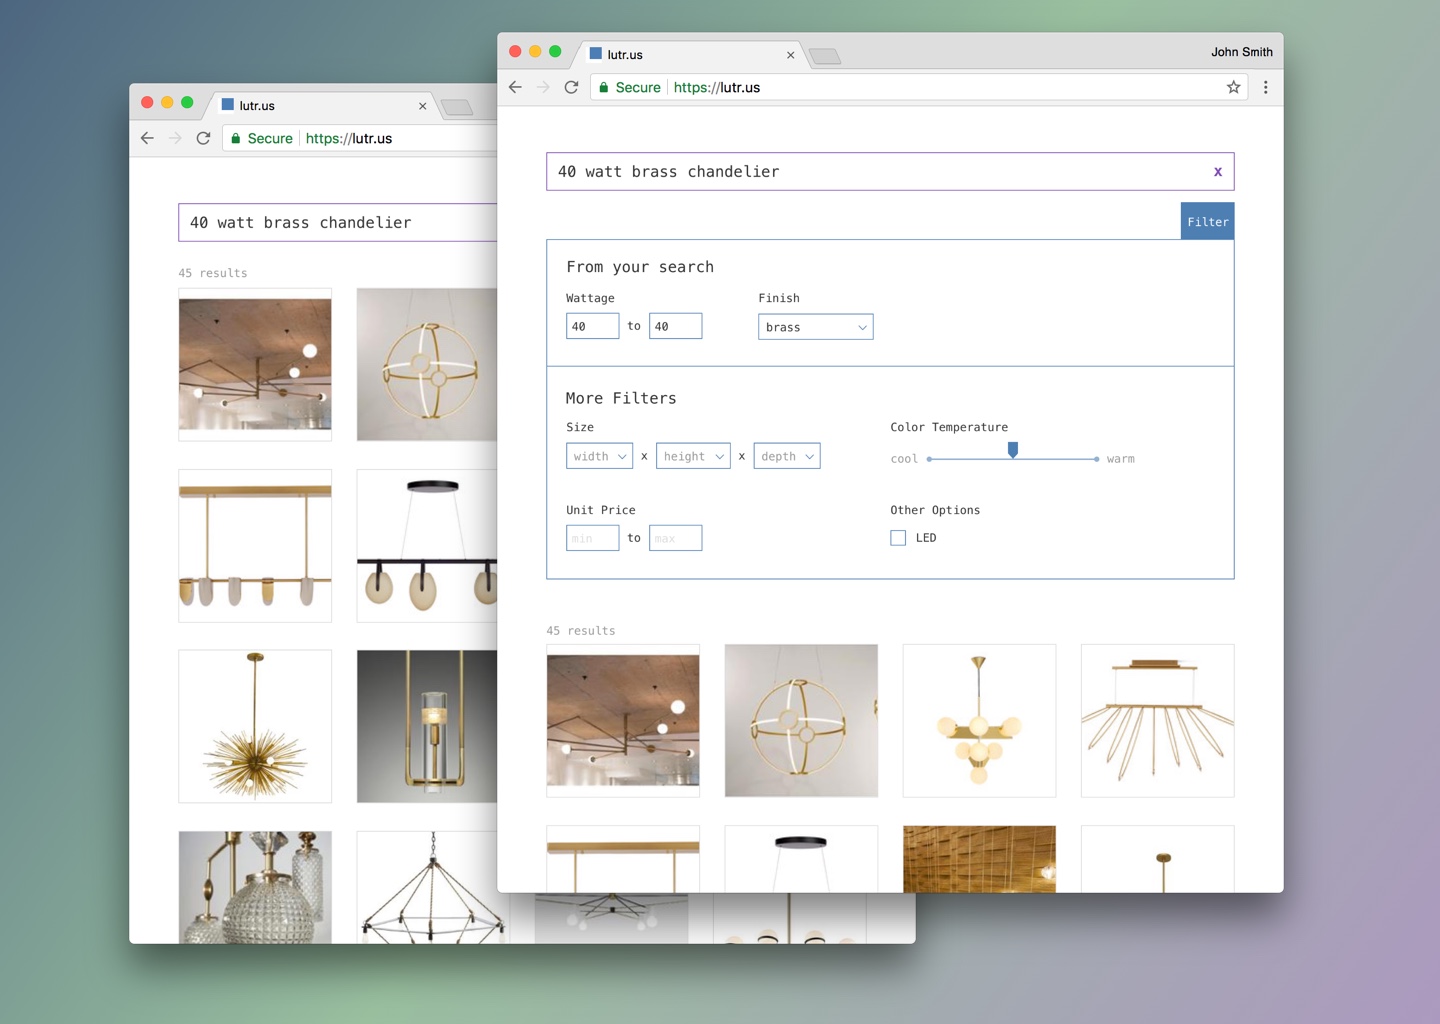 lutr.us
Secure https://lutr.us
40 watt brass chandelier
45 results
lutr.us
John Smith
Secure https://lutr.us
40 watt brass chandelier x
Filter
From your search
Wattage Finish
40 to 40 brass
More Filters
Size Color Temperature
width x height x depth cool warm
Unit Price Other Options
min to max LED
45 results